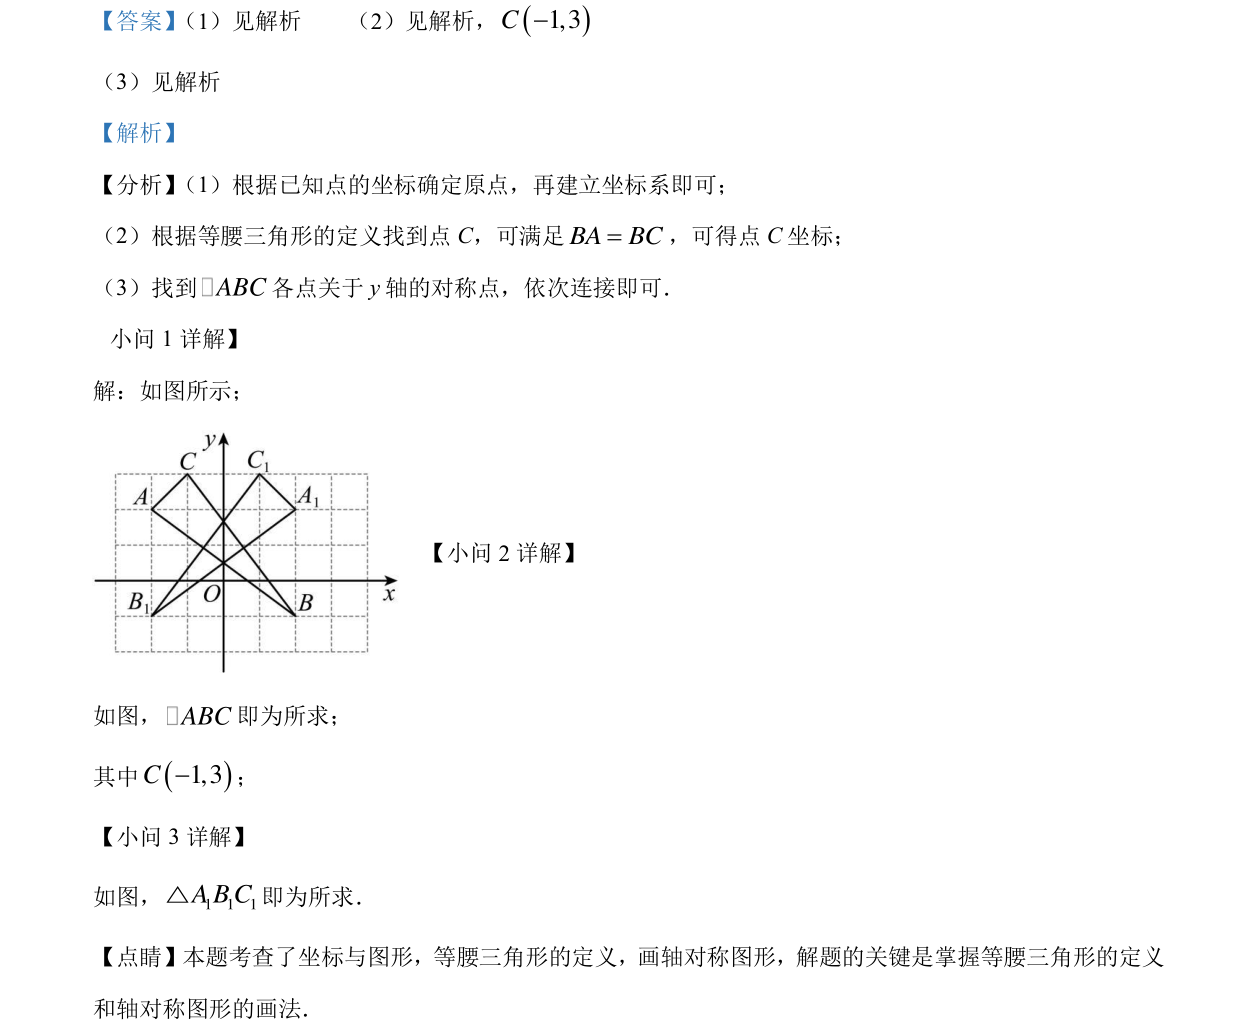 【答案】（1）见解析　　（2）见解析，C(−1,3)
（3）见解析
【解析】
【分析】（1）根据已知点的坐标确定原点，再建立坐标系即可；
（2）根据等腰三角形的定义找到点 C，可满足 BA = BC ，可得点 C 坐标；
（3）找到□ABC 各点关于 y 轴的对称点，依次连接即可．
小问 1 详解】
解：如图所示；
y
C
C₁
A
A₁
B₁
O
B
x
【小问 2 详解】
如图，□ABC 即为所求；
其中 C(−1,3)；
【小问 3 详解】
如图，△A₁B₁C₁ 即为所求．
【点睛】本题考查了坐标与图形，等腰三角形的定义，画轴对称图形，解题的关键是掌握等腰三角形的定义
和轴对称图形的画法．